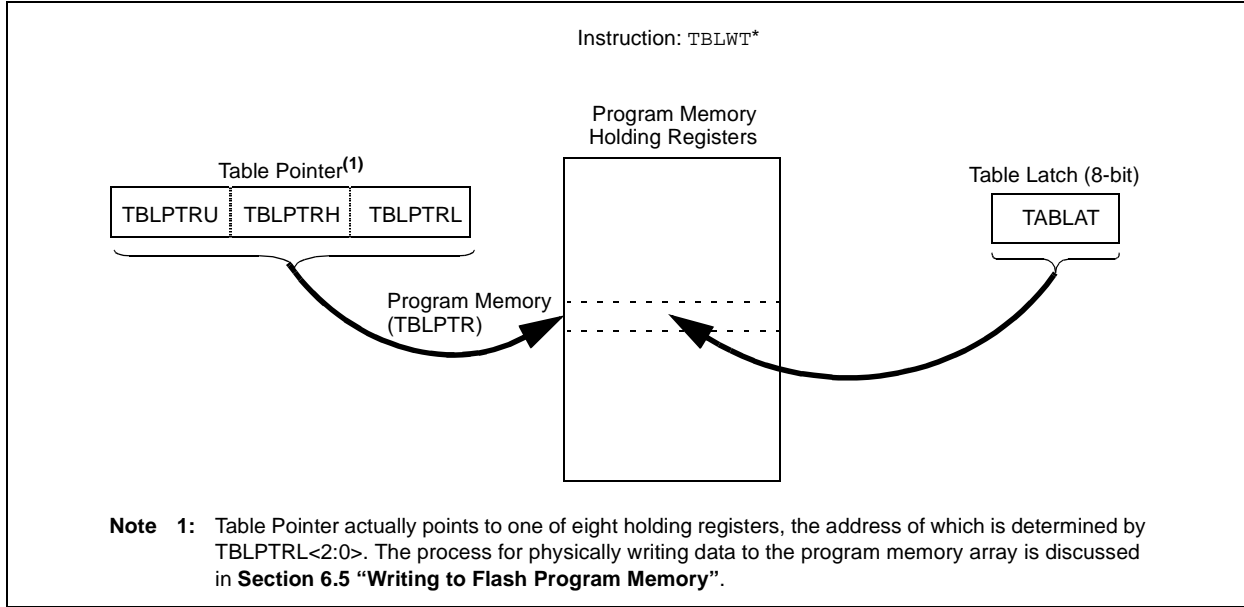 Instruction: TBLWT*
Program Memory
Holding Registers
Table Pointer(1)
Table Latch (8-bit)
TBLPTRU TBLPTRH TBLPTRL
TABLAT
Program Memory
(TBLPTR)
Note 1: Table Pointer actually points to one of eight holding registers, the address of which is determined by
TBLPTRL<2:0>. The process for physically writing data to the program memory array is discussed
in Section 6.5 “Writing to Flash Program Memory”.